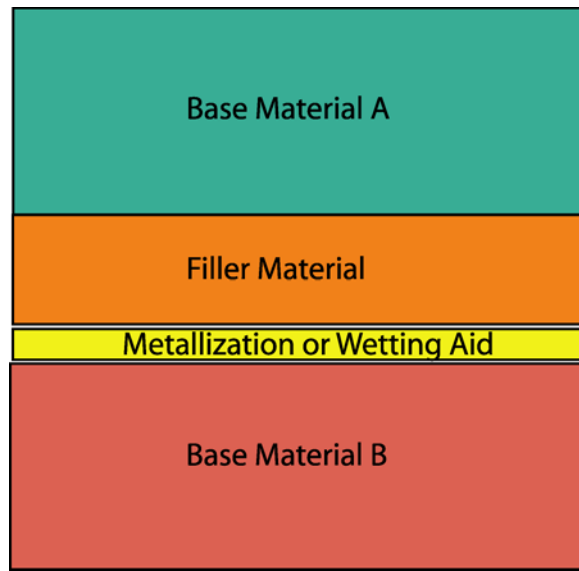 Base Material A
Filler Material
Metallization or Wetting Aid
Base Material B